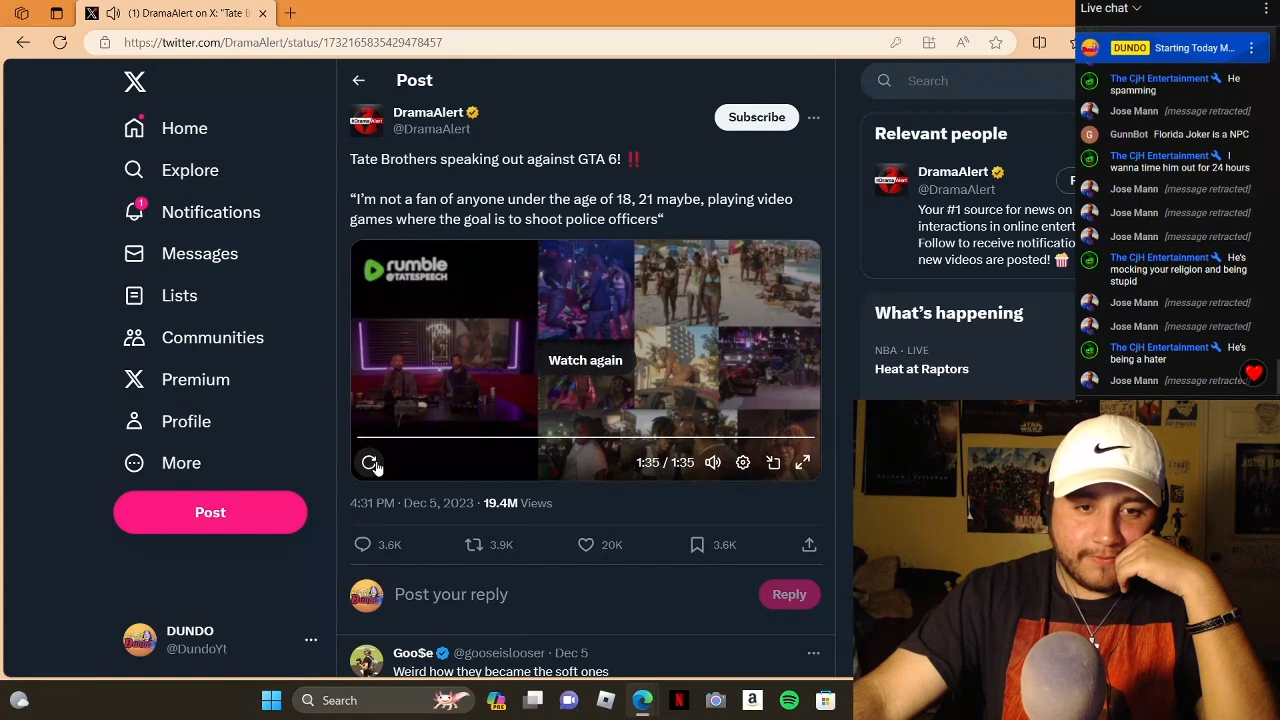 (1) DramaAlert on X: "Tate B
https://twitter.com/DramaAlert/status/1732165835429478457
Home
Explore
1
Notifications
Messages
Lists
Communities
Premium
Profile
More
Post
DUNDO
@DundoYt
Post
DramaAlert
@DramaAlert
Subscribe
Tate Brothers speaking out against GTA 6! ‼️
“I’m not a fan of anyone under the age of 18, 21 maybe, playing video
games where the goal is to shoot police officers“
rumble
@TATESPEECH
Watch again
1:35 / 1:35
4:31 PM · Dec 5, 2023 · 19.4M Views
3.6K 3.9K 20K 3.6K
Post your reply
Reply
Goo$e @gooseislooser · Dec 5
Weird how they became the soft ones
Search
Relevant people
DramaAlert
@DramaAlert
Your #1 source for news on
interactions in online entert
Follow to receive notificatio
new videos are posted! 🍿
What’s happening
NBA · LIVE
Heat at Raptors
Live chat
DUNDO Starting Today M...
The CjH Entertainment He
spamming
Jose Mann [message retracted]
GunnBot Florida Joker is a NPC
The CjH Entertainment I
wanna time him out for 24 hours
Jose Mann [message retracted]
Jose Mann [message retracted]
Jose Mann [message retracted]
The CjH Entertainment He's
mocking your religion and being
stupid
Jose Mann [message retracted]
Jose Mann [message retracted]
The CjH Entertainment He's
being a hater
Jose Mann [message retracted]
Search
PRE